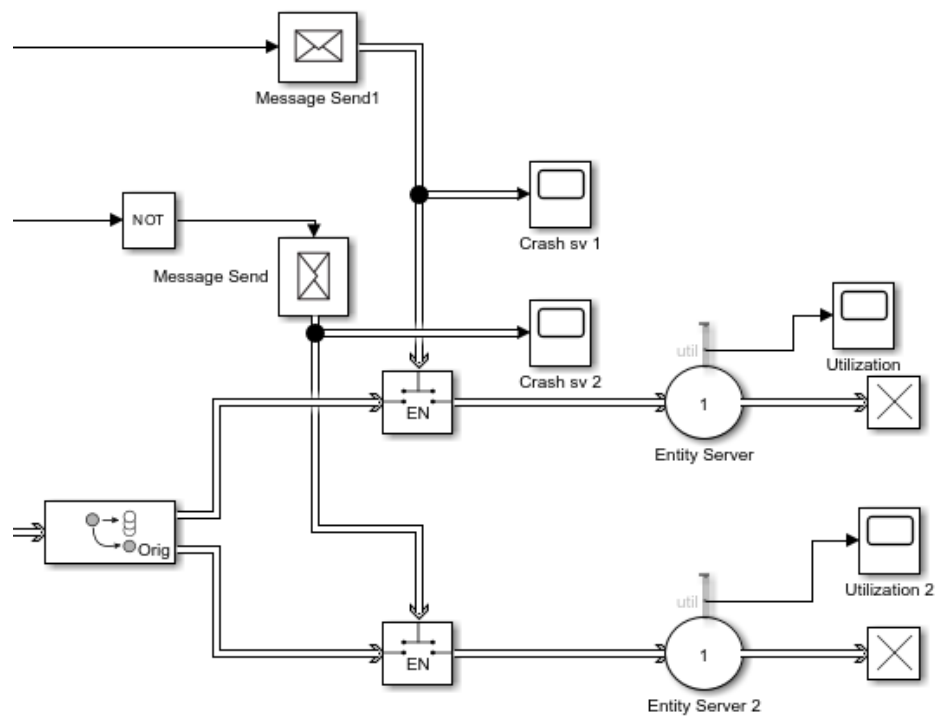 Message Send1
Crash sv 1
NOT
Message Send
Crash sv 2
util
Utilization
EN
1
Entity Server
Orig
Utilization 2
util
EN
1
Entity Server 2